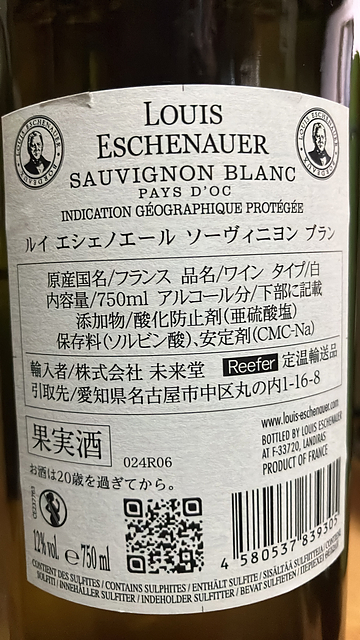 LOUIS
ESCHENAUER
SAUVIGNON BLANC
PAYS D'OC
INDICATION GÉOGRAPHIQUE PROTÉGÉE
ルイ エシェノエール ソーヴィニヨン ブラン
原産国名/フランス 品名/ワイン タイプ/白
内容量/750ml アルコール分/下部に記載
添加物/酸化防止剤(亜硫酸塩)
保存料(ソルビン酸)、安定剤(CMC-Na)
輸入者/株式会社 未来堂 Reefer 定温輸送品
引取先/愛知県名古屋市中区丸の内1-16-8
果実酒
024R06
お酒は20歳を過ぎてから。
www.louis-eschenauer.com
BOTTLED BY LOUIS ESCHENAUER
AT F-33720, LANDIRAS
PRODUCT OF FRANCE
12% vol. ℮ 750 ml
4 580537 839305
CONTIENT DES SULFITES / CONTAINS SULPHITES / ENTHÄLT SULFITE / SISÄLTÄÄ SULFIITTEJA /
SULFITI / INNEHÅLLER SULFITER / INDEHOLDER SULFITTER / BEVAT SULFIETEN /